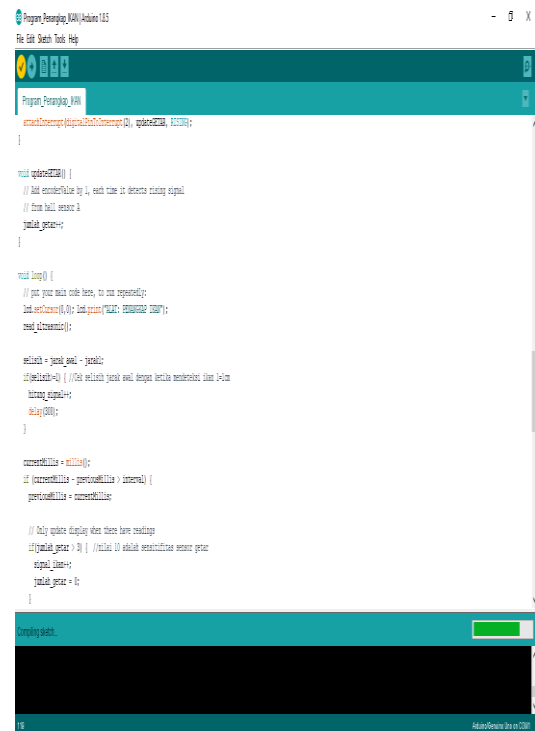 Program_Penangkap_IKAN | Arduino 1.8.5
File Edit Sketch Tools Help
Program_Penangkap_IKAN
attachInterrupt(digitalPinToInterrupt(2), updateGETAR, RISING);
}
void updateGETAR() {
// Add encoderValue by 1, each time it detects rising signal
// from hall sensor A
jumlah_getar++;
}
void loop() {
// put your main code here, to run repeatedly:
lcd.setCursor(0,0); lcd.print("ALAT: PENANGKAP IKAN");
read_ultrasonic();
selisih = jarak_awal - jarak1;
if(selisih>=1) { //Cek selisih jarak awal dengan ketika mendeteksi ikan 1=1cm
hitung_signal++;
delay(300);
}
currentMillis = millis();
if (currentMillis - previousMillis > interval) {
previousMillis = currentMillis;
// Only update display when there have readings
if(jumlah_getar > 3) { //nilai 10 adalah sensitifitas sensor getar
signal_ikan++;
jumlah_getar = 0;
}
Compiling sketch...
Arduino/Genuino Uno on COM1